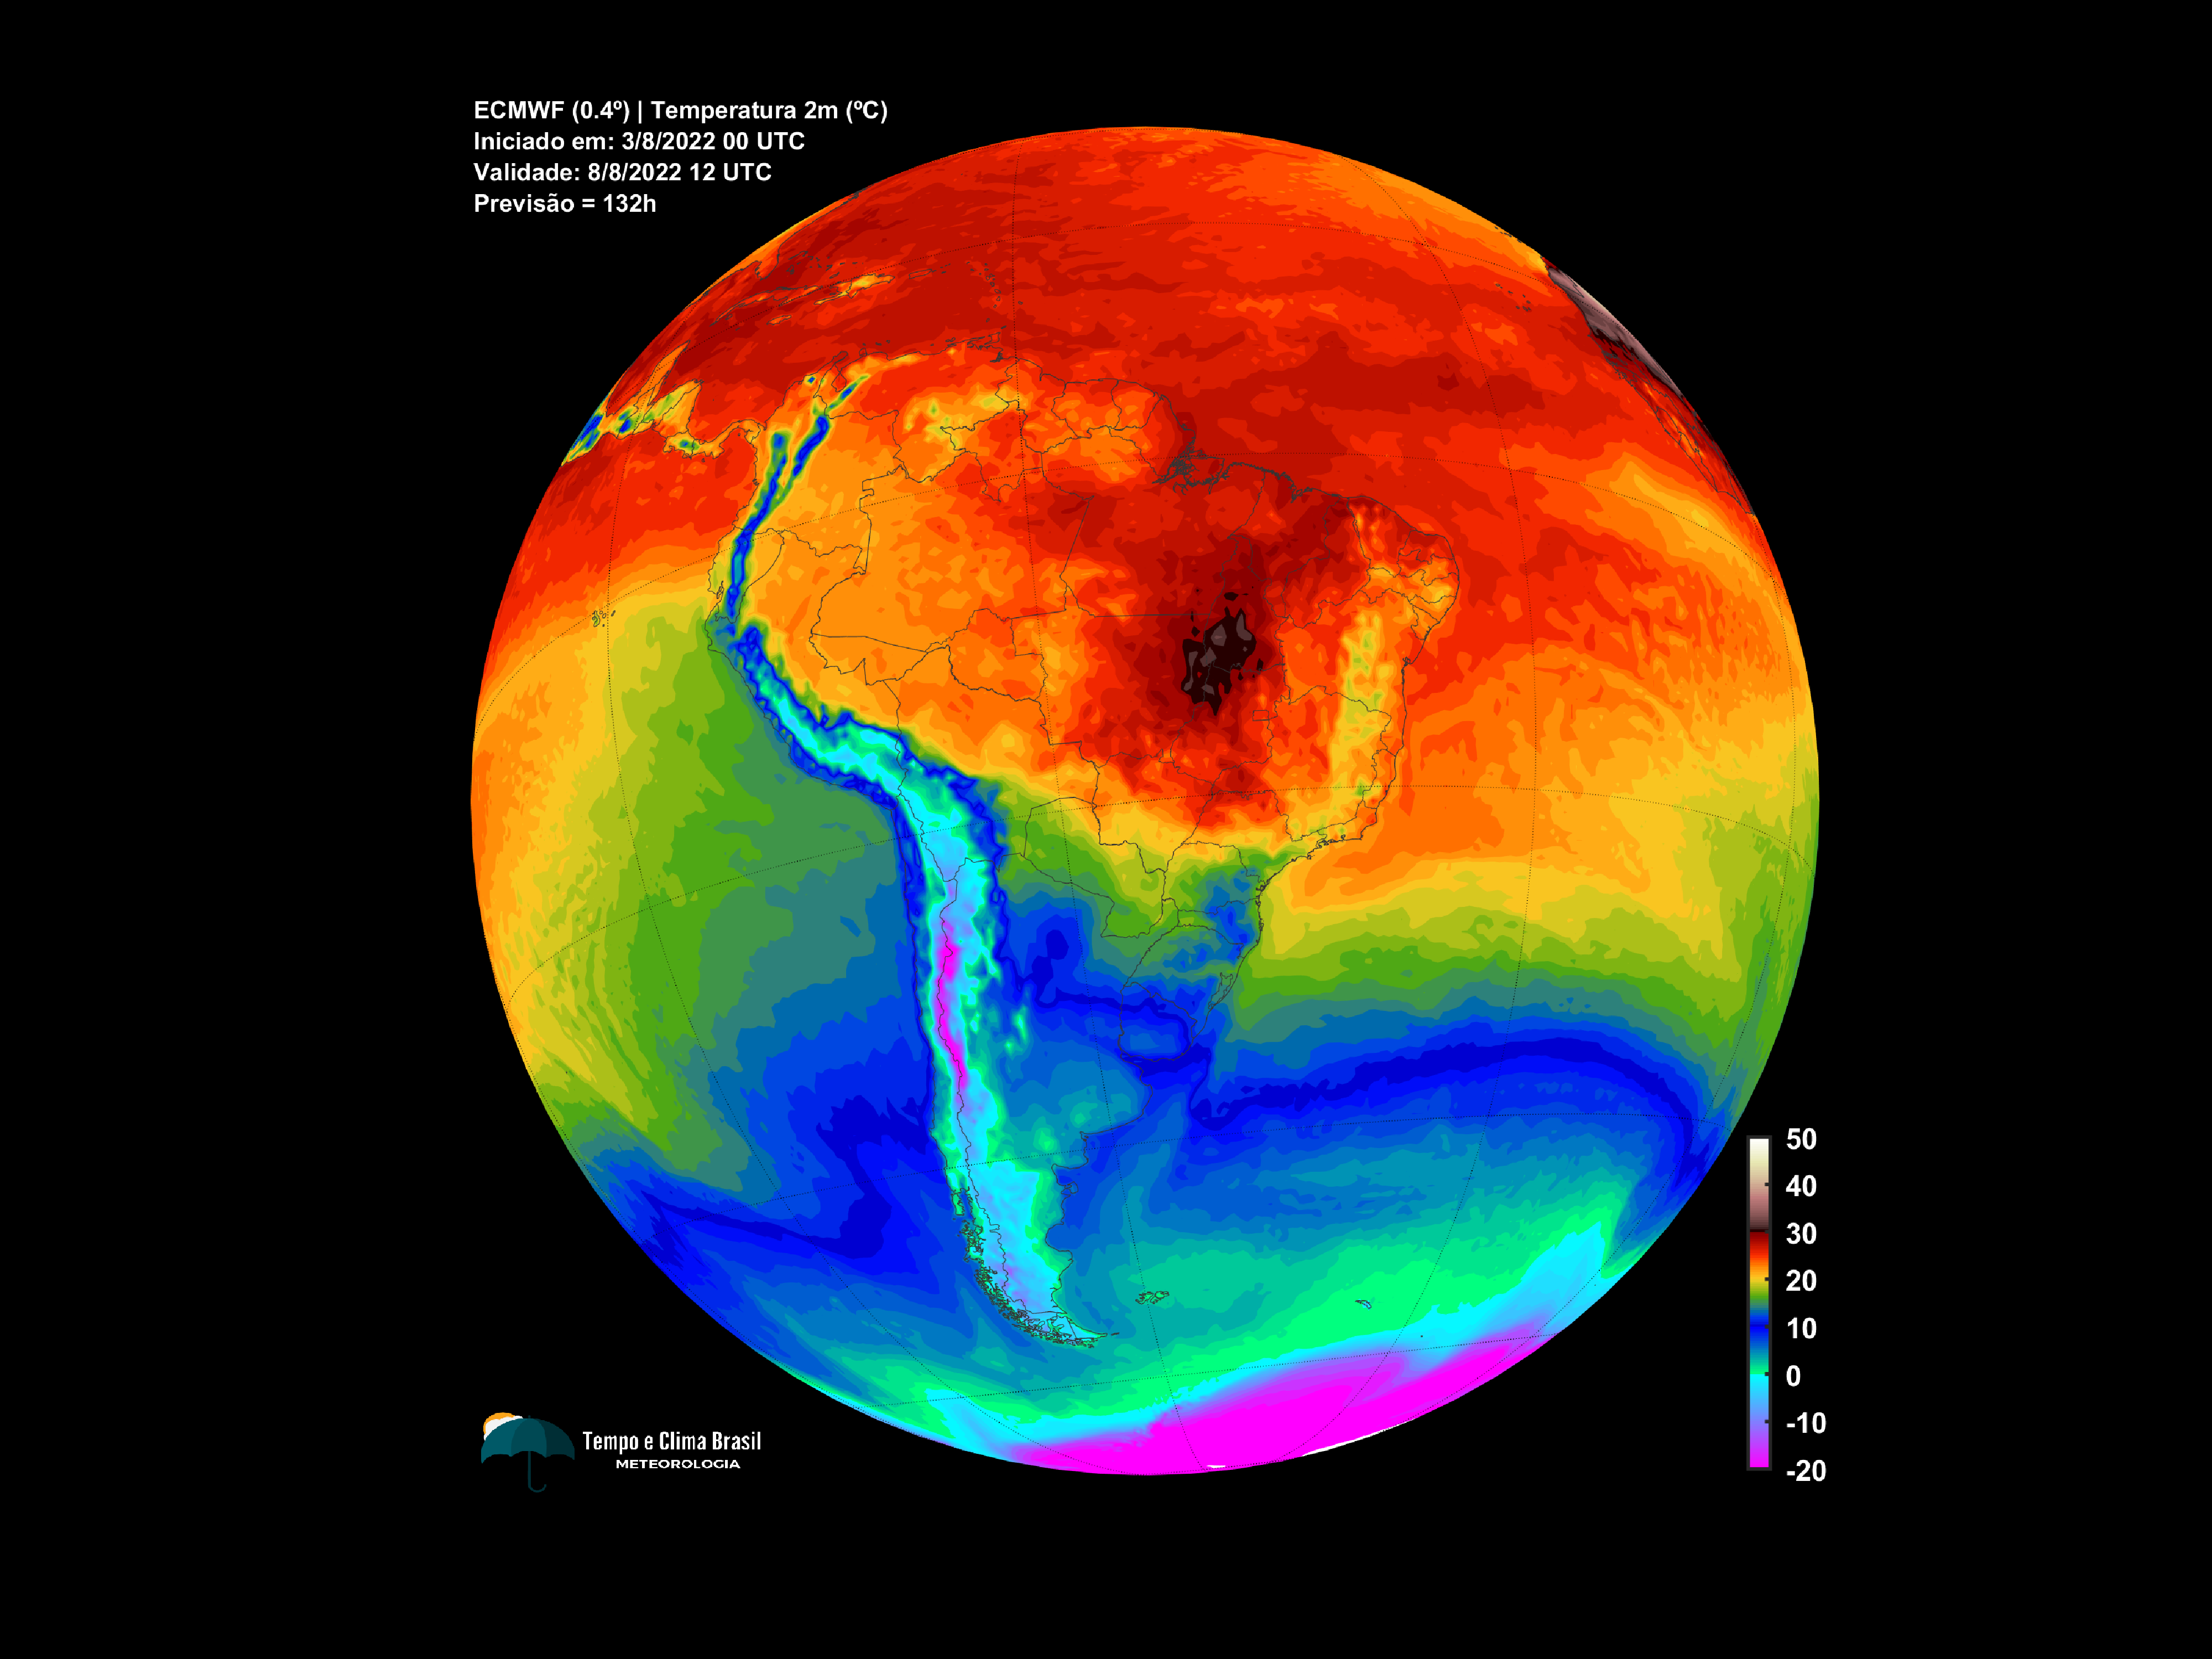 ECMWF (0.4º) | Temperatura 2m (ºC)
Iniciado em: 3/8/2022 00 UTC
Validade: 8/8/2022 12 UTC
Previsão = 132h
50
40
30
20
10
0
-10
-20
Tempo e Clima Brasil
METEOROLOGIA